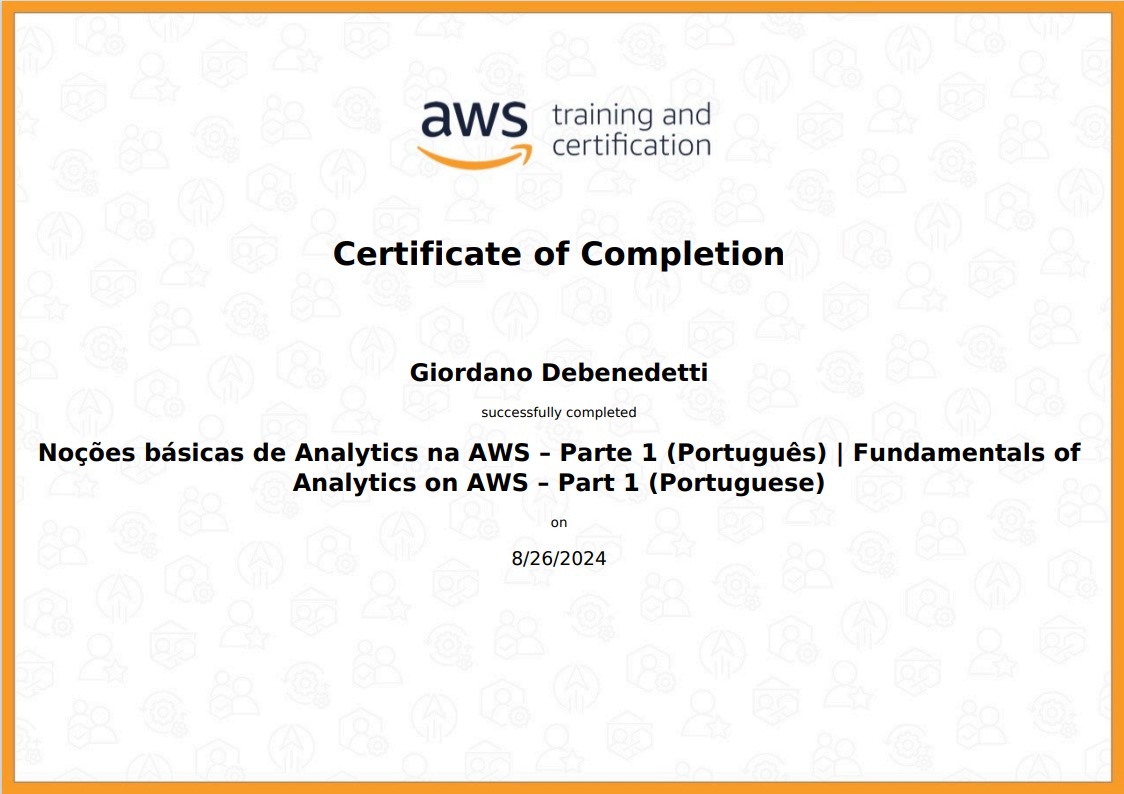 aws training and
certification
Certificate of Completion
Giordano Debenedetti
successfully completed
Noções básicas de Analytics na AWS – Parte 1 (Português) | Fundamentals of
Analytics on AWS – Part 1 (Portuguese)
on
8/26/2024